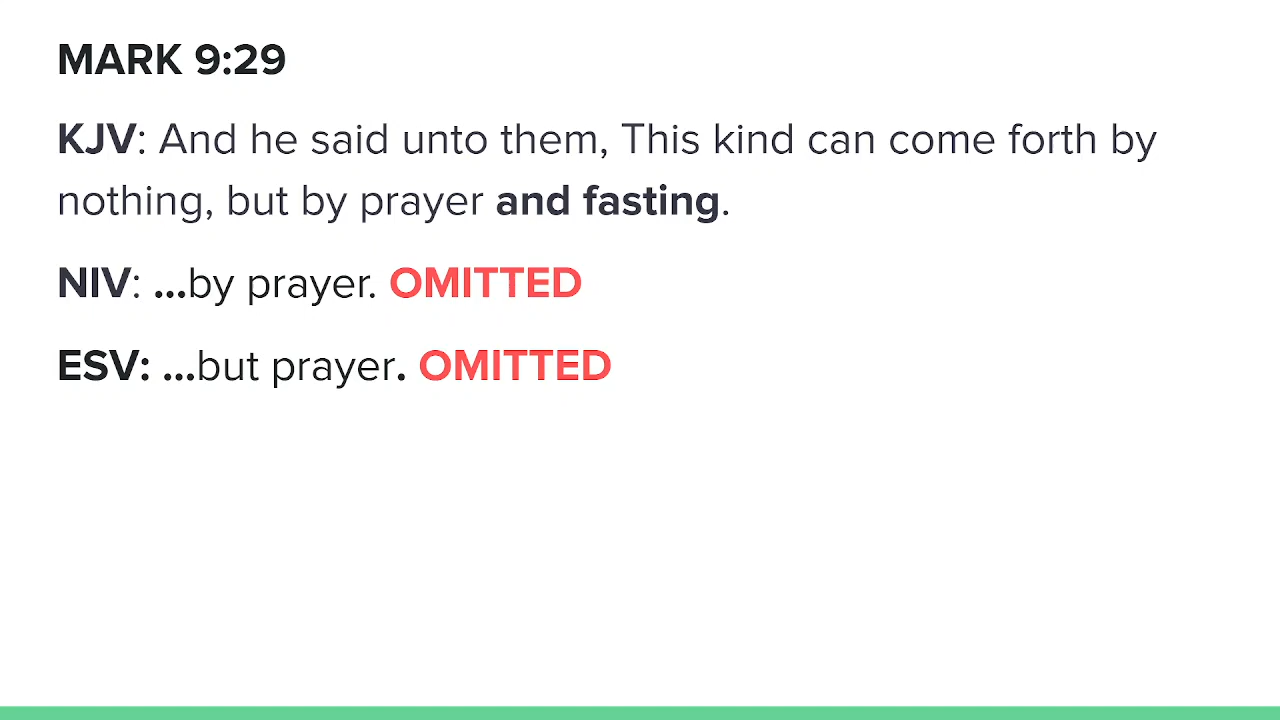 MARK 9:29
KJV: And he said unto them, This kind can come forth by
nothing, but by prayer and fasting.
NIV: ...by prayer. OMITTED
ESV: ...but prayer. OMITTED